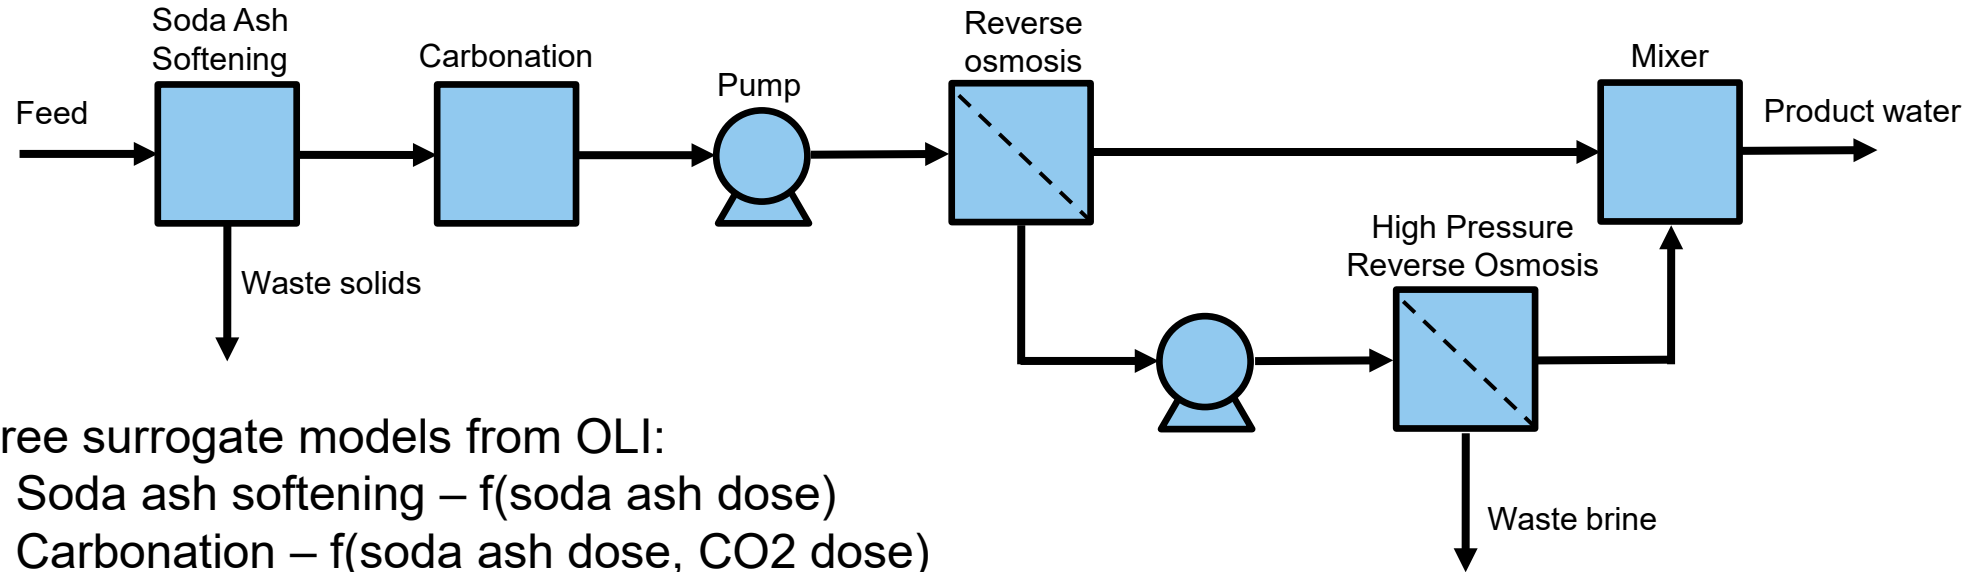 Soda Ash
Softening
Carbonation
Pump
Reverse
osmosis
Mixer
Feed
Product water
High Pressure
Reverse Osmosis
Waste solids
ree surrogate models from OLI:
Soda ash softening – f(soda ash dose)
Waste brine
Carbonation – f(soda ash dose, CO2 dose)